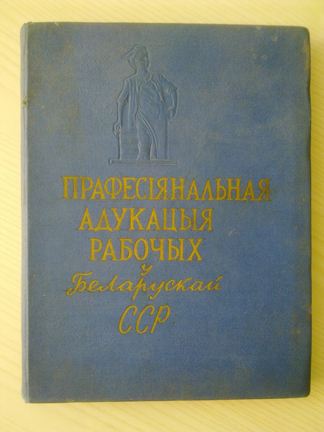 ПРАФЕСІЯНАЛЬНАЯ
АДУКАЦЫЯ
РАБОЧЫХ
у
Беларускай
ССР